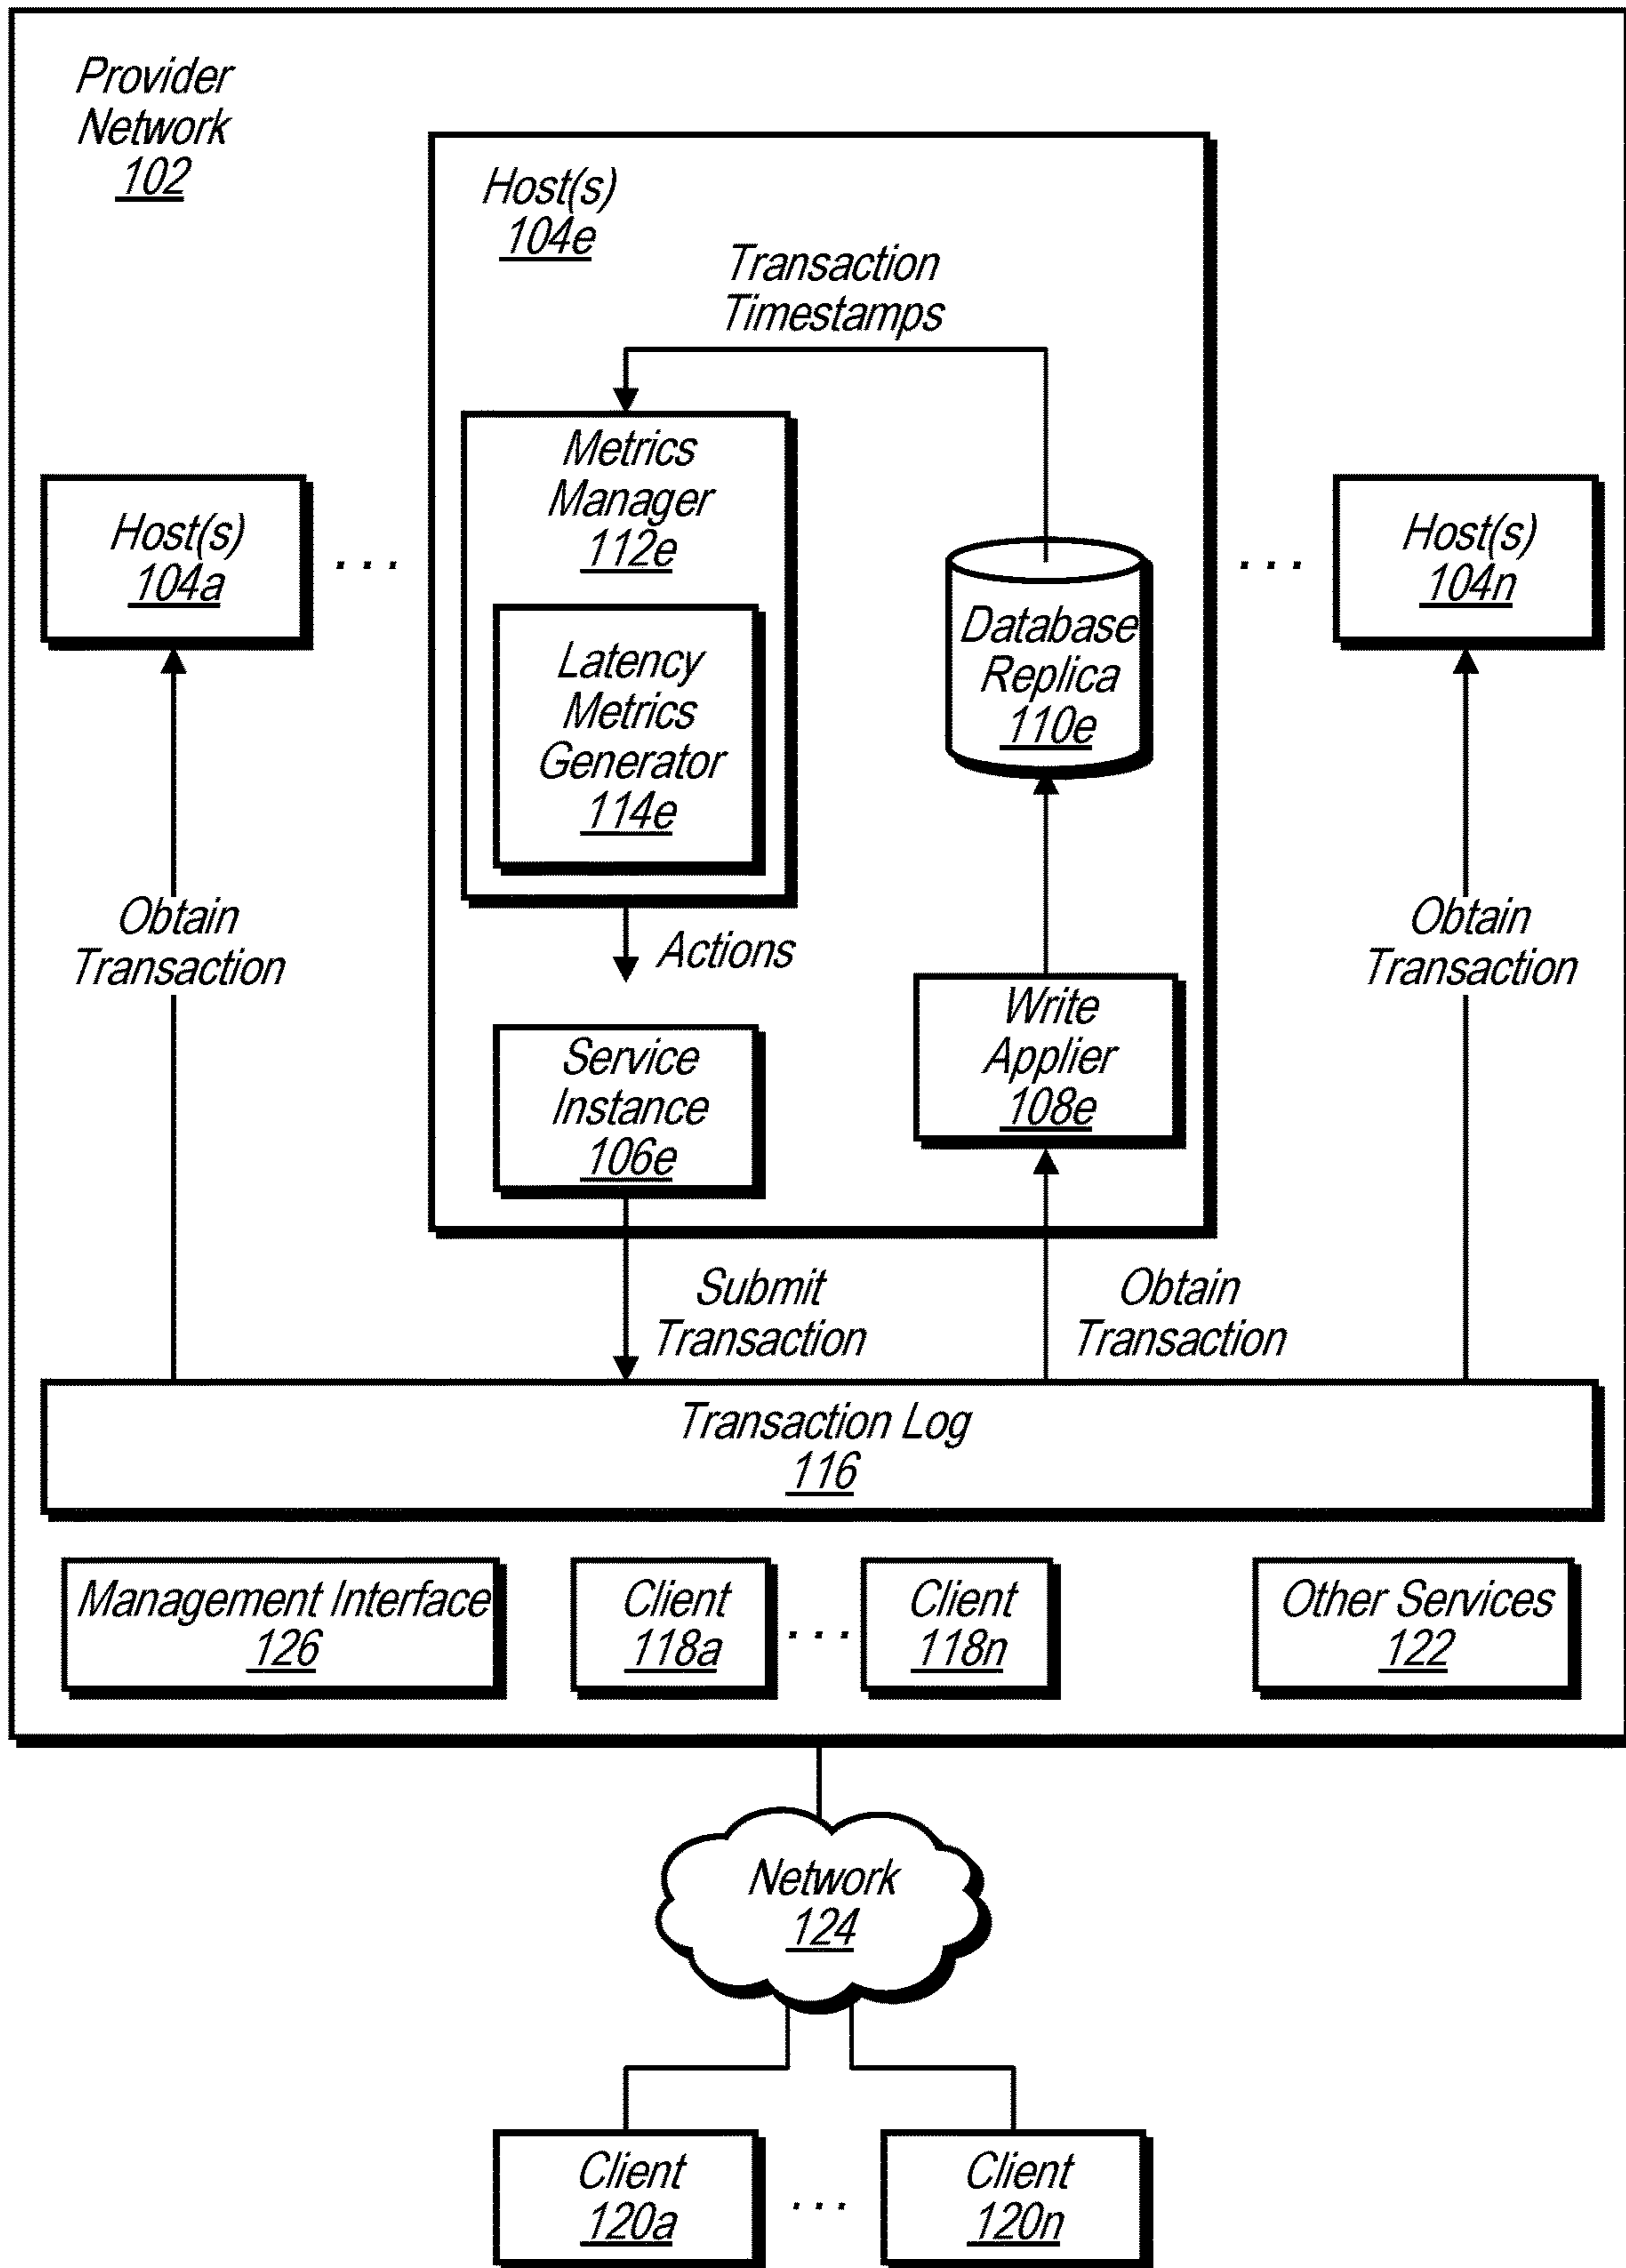 Provider
Network
102
Host(s)
104e
Transaction
Timestamps
Metrics
Manager
112e
Latency
Metrics
Generator
114e
Database
Replica
110e
Host(s)
104a
. . .
. . .
Host(s)
104n
Obtain
Transaction
Actions
Obtain
Transaction
Service
Instance
106e
Write
Applier
108e
Submit
Transaction
Obtain
Transaction
Transaction Log
116
Management Interface
126
Client
118a
. . .
Client
118n
Other Services
122
Network
124
Client
120a
. . .
Client
120n